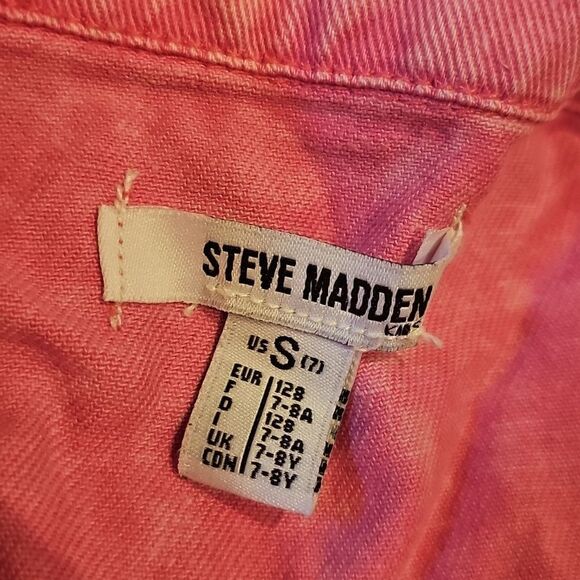 STEVE MADDEN
US S (7)
EUR 128
F 7-8A
D 128
I 7-8A
UK 7-8Y
CDN 7-8Y